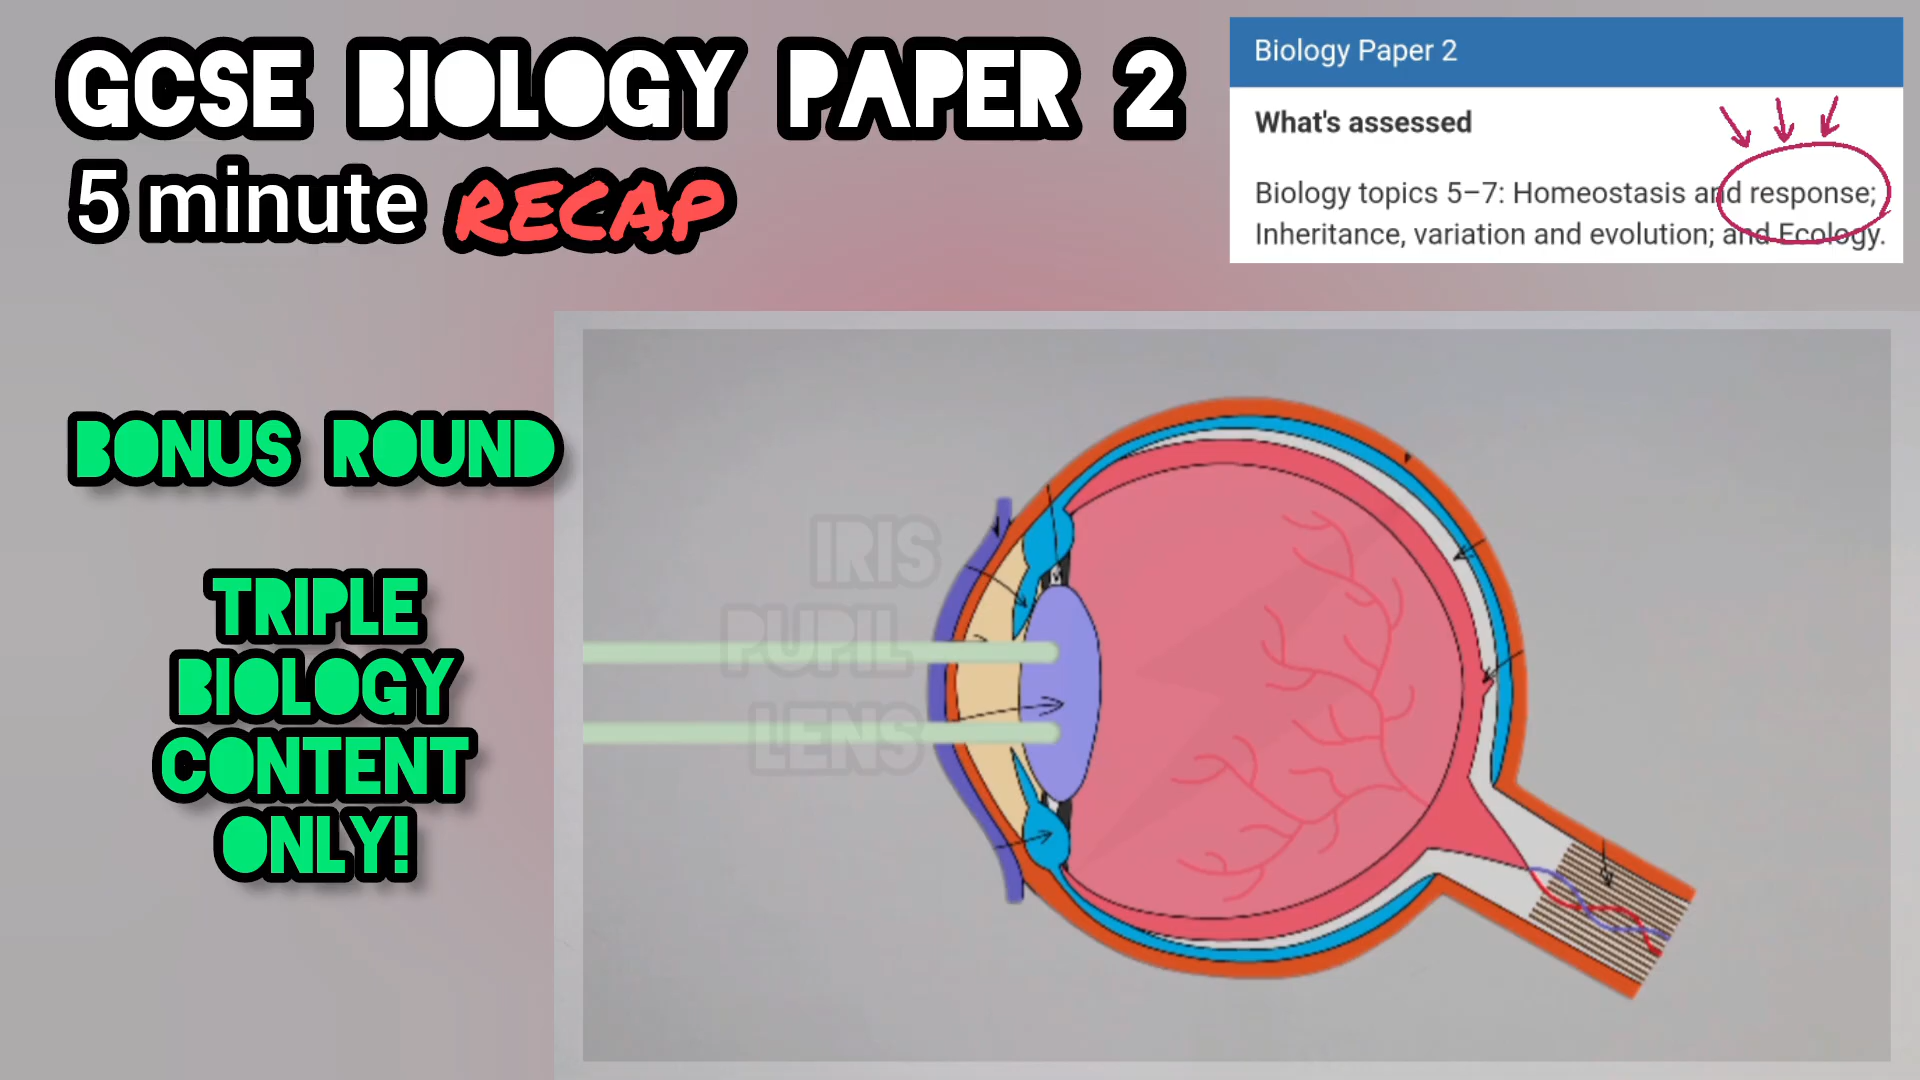 GCSE BIOLOGY PAPER 2
5 minute RECAP
Biology Paper 2
What's assessed
Biology topics 5–7: Homeostasis and response;
Inheritance, variation and evolution; and Ecology.
BONUS ROUND
TRIPLE
BIOLOGY
CONTENT
ONLY!
IRIS
PUPIL
LENS